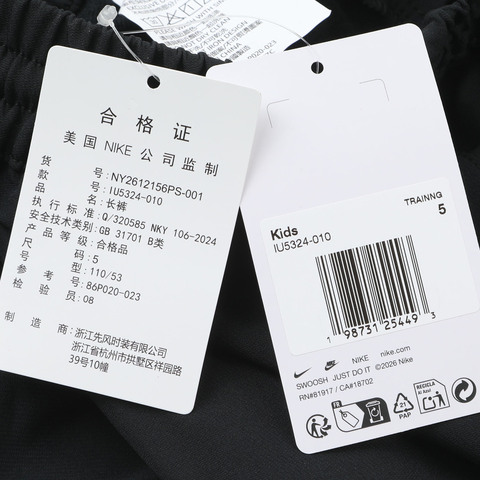 合格证
美国 NIKE 公司监制
货号: NY2612156PS-001
品号: IU5324-010
名: 长裤
执行标准: Q/320585 NKY 106-2024
安全技术类别: GB 31701 B类
产品等级: 合格品
尺码: 5
号型: 110/53
参考号: 86P020-023
检验员: 08
制造商: 浙江先风时装有限公司
浙江省杭州市拱墅区祥园路
39号10幢
Kids
IU5324-010
TRAINNG
5
1 98731 25449 3
NIKE nike.com
SWOOSH JUST DO IT ©2026 Nike
RN#81917 / CA#18702
FR
21
PAP
RECICLA